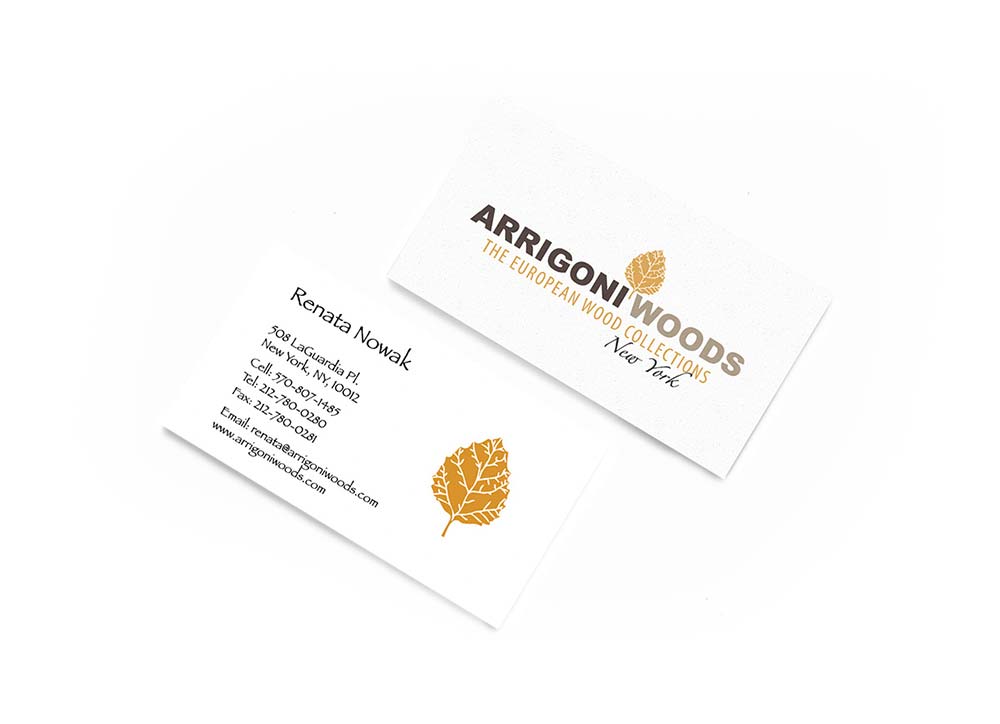 Renata Nowak
508 LaGuardia Pl.
New York, NY, 10012
Cell: 570-807-1485
Tel: 212-780-0280
Fax: 212-780-0281
Email: renata@arrigoniwoods.com
www.arrigoniwoods.com
ARRIGONI WOODS
THE EUROPEAN WOOD COLLECTIONS
New York